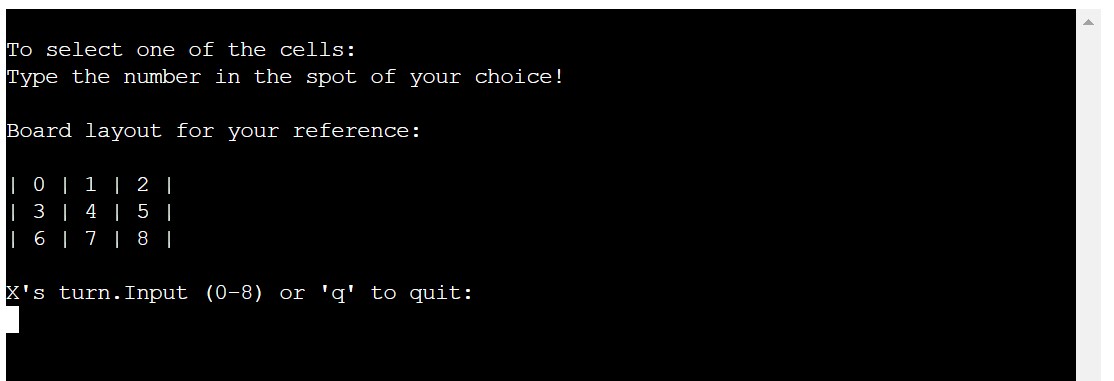 To select one of the cells:
Type the number in the spot of your choice!
Board layout for your reference:
| 0 | 1 | 2 |
| 3 | 4 | 5 |
| 6 | 7 | 8 |
X's turn.Input (0-8) or 'q' to quit: